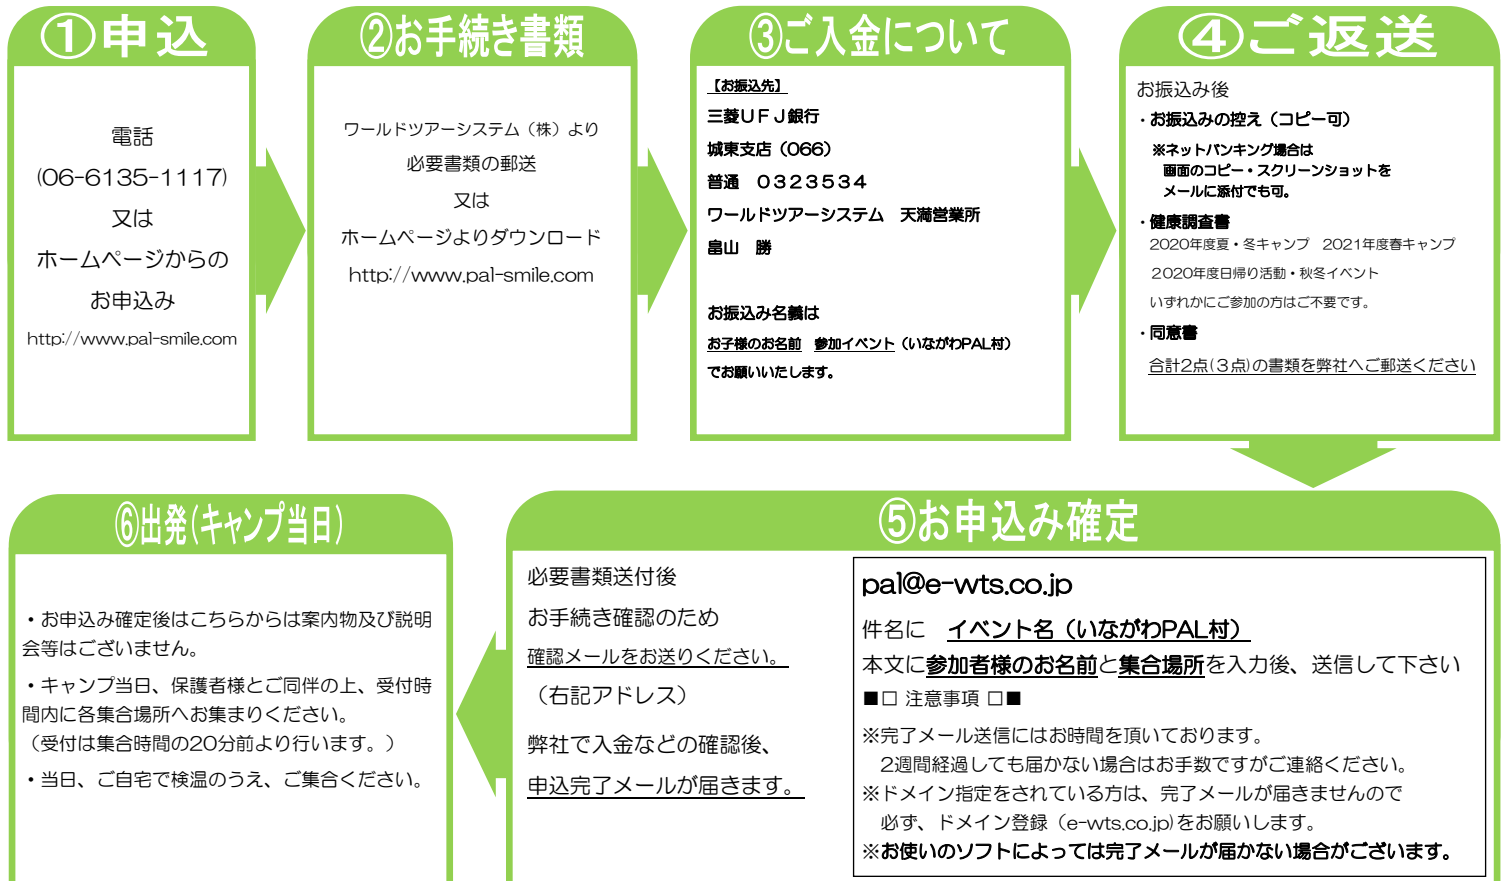 ①申込
電話
(06-6135-1117)
又は
ホームページからの
お申込み
http://www.pal-smile.com
②お手続き書類
ワールドツアーシステム（株）より
必要書類の郵送
又は
ホームページよりダウンロード
http://www.pal-smile.com
③ご入金について
【お振込先】
三菱ＵＦＪ銀行
城東支店（066）
普通　０３２３５３４
ワールドツアーシステム　天満営業所
畠山　勝
お振込み名義は
お子様のお名前　参加イベント（いながわPAL村）
でお願いいたします。
④ご返送
お振込み後
・お振込みの控え（コピー可）
※ネットバンキング場合は
画面のコピー・スクリーンショットを
メールに添付でも可。
・健康調査書
2020年度夏・冬キャンプ　2021年度春キャンプ
２020年度日帰り活動・秋冬イベント
いずれかにご参加の方はご不要です。
・同意書
合計2点(３点)の書類を弊社へご郵送ください
⑤お申込み確定
必要書類送付後
お手続き確認のため
確認メールをお送りください。
（右記アドレス）
弊社で入金などの確認後、
申込完了メールが届きます。
pal@e-wts.co.jp
件名に　イベント名（いながわPAL村）
本文に参加者様のお名前と集合場所を入力後、送信して下さい
■□ 注意事項 □■
※完了メール送信にはお時間を頂いております。
2週間経過しても届かない場合はお手数ですがご連絡ください。
※ドメイン指定をされている方は、完了メールが届きませんので
必ず、ドメイン登録（e-wts.co.jp)をお願いします。
※お使いのソフトによっては完了メールが届かない場合がございます。
⑥出発(キャンプ当日)
・お申込み確定後はこちらからは案内物及び説明
会等はございません。
・キャンプ当日、保護者様とご同伴の上、受付時
間内に各集合場所へお集まりください。
（受付は集合時間の20分前より行います。）
・当日、ご自宅で検温のうえ、ご集合ください。